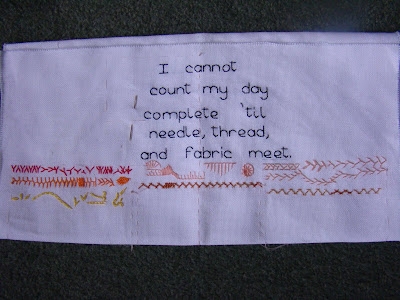 I cannot
count my day
complete 'til
needle, thread,
and fabric meet.